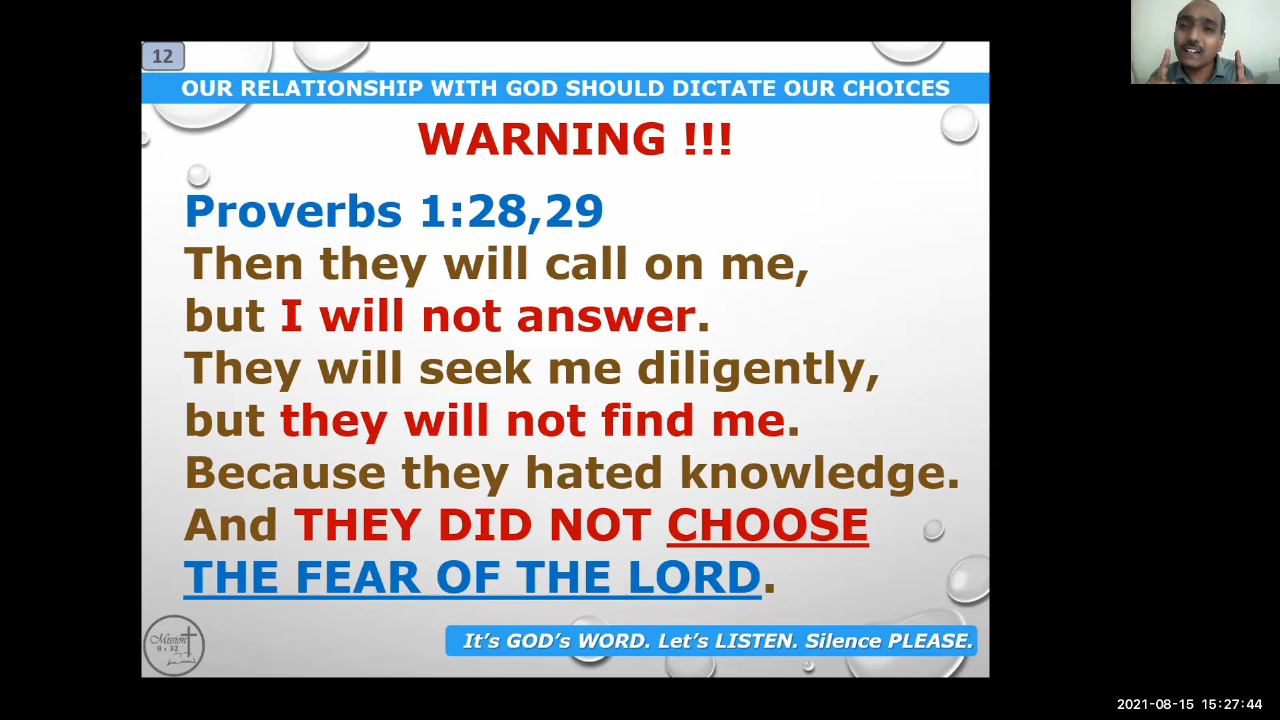 12
OUR RELATIONSHIP WITH GOD SHOULD DICTATE OUR CHOICES
WARNING !!!
Proverbs 1:28,29
Then they will call on me,
but I will not answer.
They will seek me diligently,
but they will not find me.
Because they hated knowledge.
And THEY DID NOT CHOOSE
THE FEAR OF THE LORD.
Mission
8:32
It's GOD's WORD. Let's LISTEN. Silence PLEASE.
2021-08-15 15:27:44